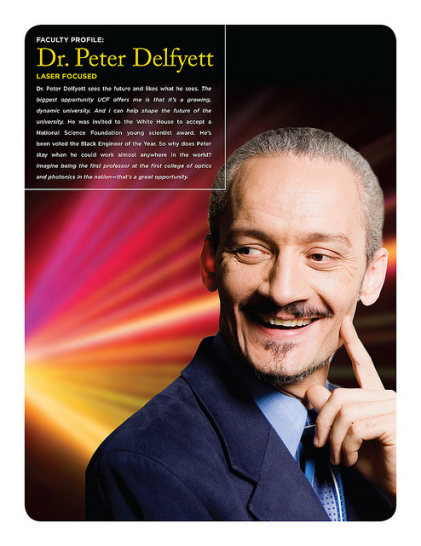 FACULTY PROFILE:
Dr. Peter Delfyett
LASER FOCUSED
Dr. Peter Delfyett sees the future and likes what he sees. The
biggest opportunity UCF offers me is that it's a growing,
dynamic university. And I can help shape the future of the
university. He was invited to the White House to accept a
National Science Foundation young scientist award. He's
been voted the Black Engineer of the Year. So why does Peter
stay when he could work almost anywhere in the world?
Imagine being the first professor at the first college of optics
and photonics in the nation—that's a great opportunity.